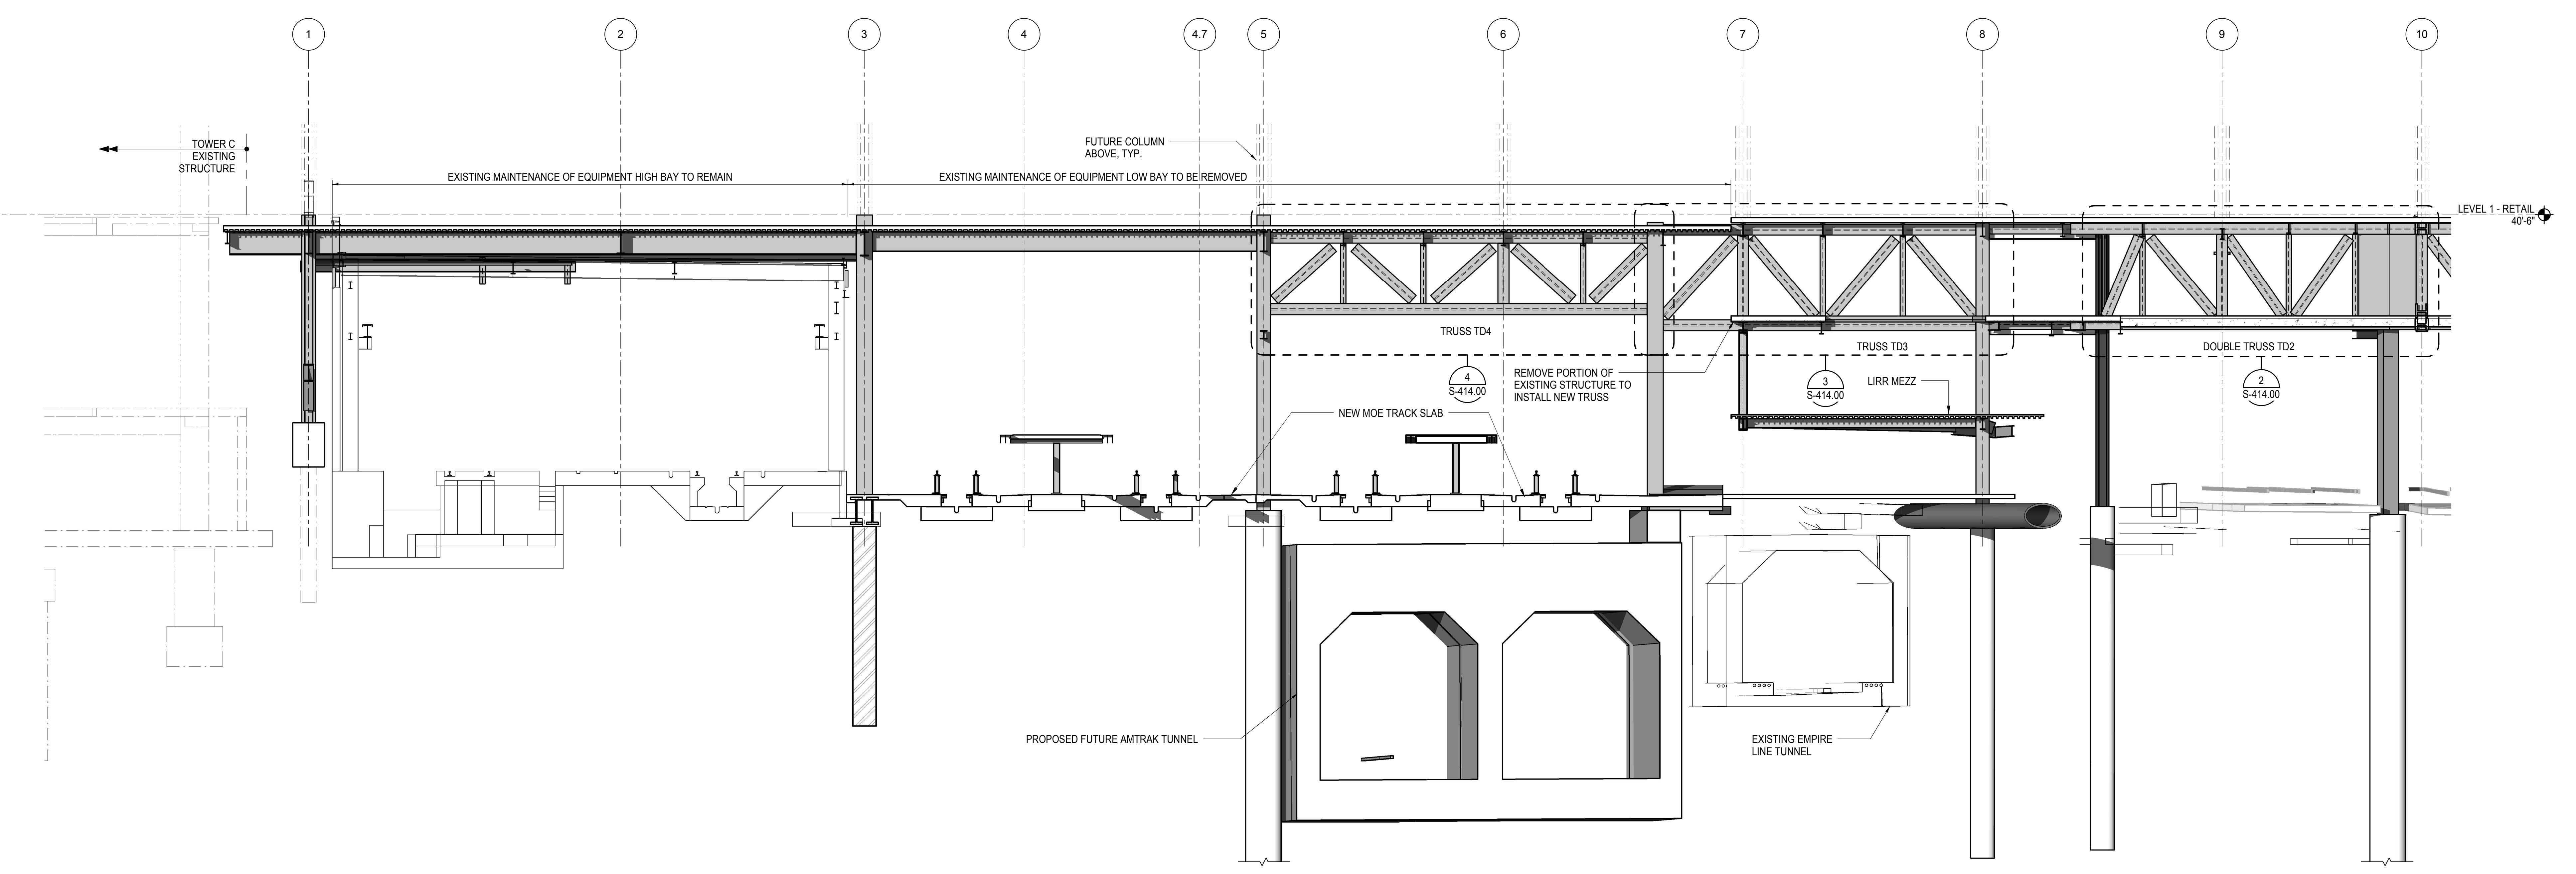 1
2
3
4
4.7
5
6
7
8
9
10
TOWER C
EXISTING
STRUCTURE
FUTURE COLUMN
ABOVE, TYP.
EXISTING MAINTENANCE OF EQUIPMENT HIGH BAY TO REMAIN
EXISTING MAINTENANCE OF EQUIPMENT LOW BAY TO BE REMOVED
LEVEL 1 - RETAIL
40'-6"
TRUSS TD4
4
S-414.00
TRUSS TD3
3
S-414.00
DOUBLE TRUSS TD2
2
S-414.00
REMOVE PORTION OF
EXISTING STRUCTURE TO
INSTALL NEW TRUSS
LIRR MEZZ
NEW MOE TRACK SLAB
PROPOSED FUTURE AMTRAK TUNNEL
EXISTING EMPIRE
LINE TUNNEL